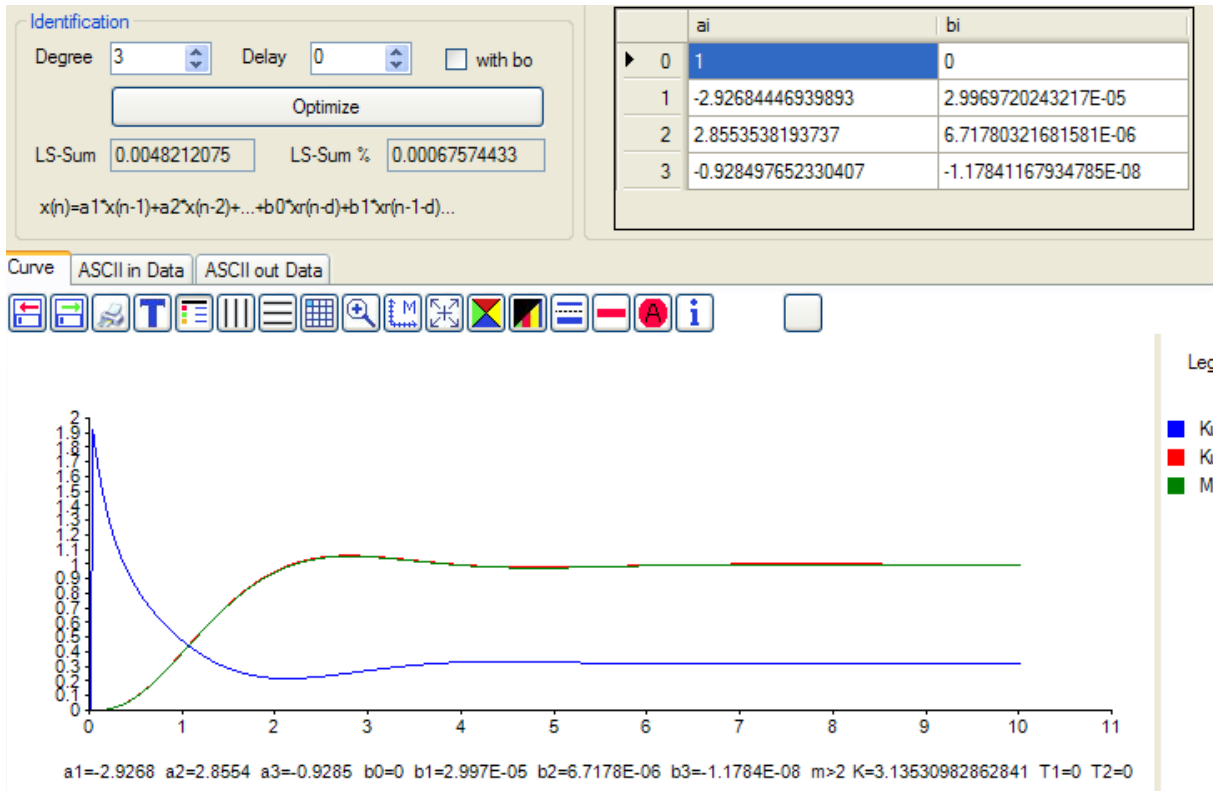 Identification
Degree 3 Delay 0 with bo
Optimize
LS-Sum 0.0048212075 LS-Sum % 0.00067574433
x(n)=a1*x(n-1)+a2*x(n-2)+...+b0*xr(n-d)+b1*xr(n-1-d)...
ai bi
0 1 0
1 -2.92684446939893 2.9969720243217E-05
2 2.8553538193737 6.71780321681581E-06
3 -0.928497652330407 -1.17841167934785E-08
Curve ASCII in Data ASCII out Data
T M A i
Leg
Ka
Ka
M
2
1.9
1.8
1.7
1.6
1.5
1.4
1.3
1.2
1.1
1
0.9
0.8
0.7
0.6
0.5
0.4
0.3
0.2
0.1
0
0 1 2 3 4 5 6 7 8 9 10 11
a1=-2.9268 a2=2.8554 a3=-0.9285 b0=0 b1=2.997E-05 b2=6.7178E-06 b3=-1.1784E-08 m>2 K=3.13530982862841 T1=0 T2=0